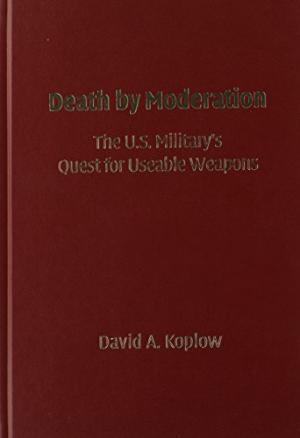 Death by Moderation
The U.S. Military's
Quest for Useable Weapons
David A. Koplow